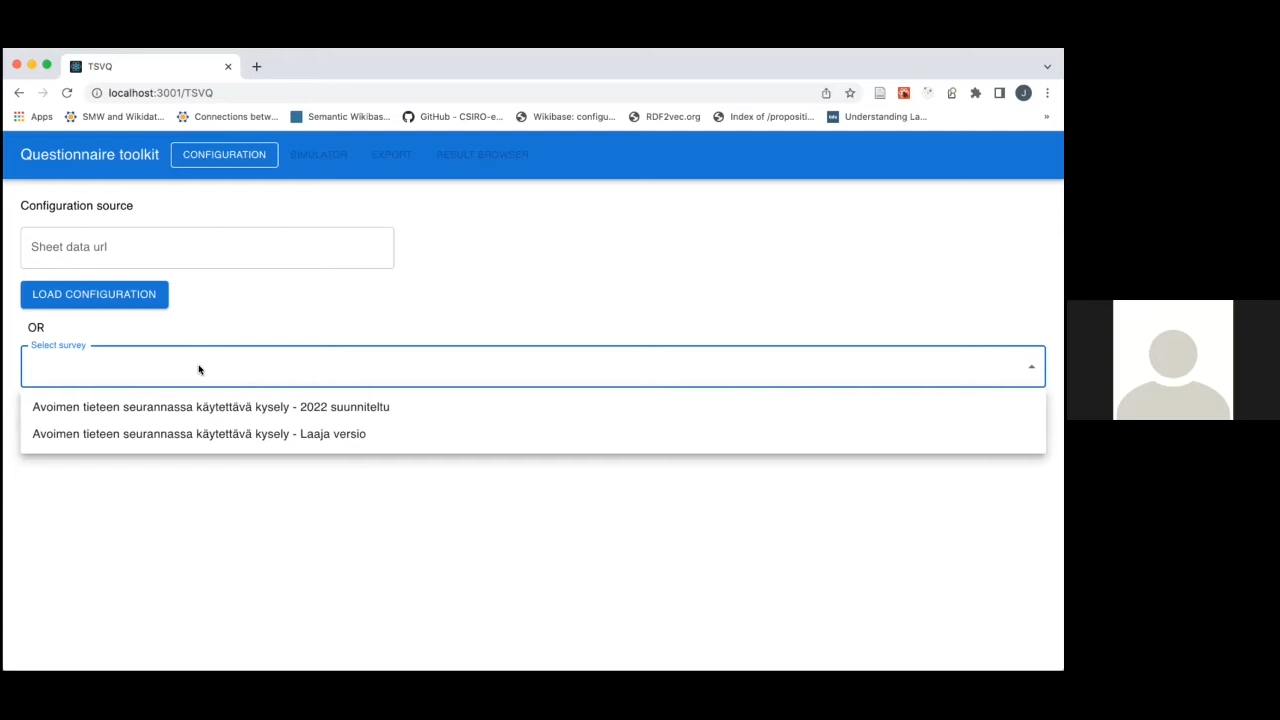 TSVQ
localhost:3001/TSVQ
J
Apps SMW and Wikidat... Connections betw... Semantic Wikibas... GitHub - CSIRO-e... Wikibase: configu... RDF2vec.org Index of /propositi... Understanding La... »
Questionnaire toolkit CONFIGURATION SIMULATOR EXPORT RESULT BROWSER
Configuration source
Sheet data url
LOAD CONFIGURATION
OR
Select survey
Avoimen tieteen seurannassa käytettävä kysely - 2022 suunniteltu
Avoimen tieteen seurannassa käytettävä kysely - Laaja versio